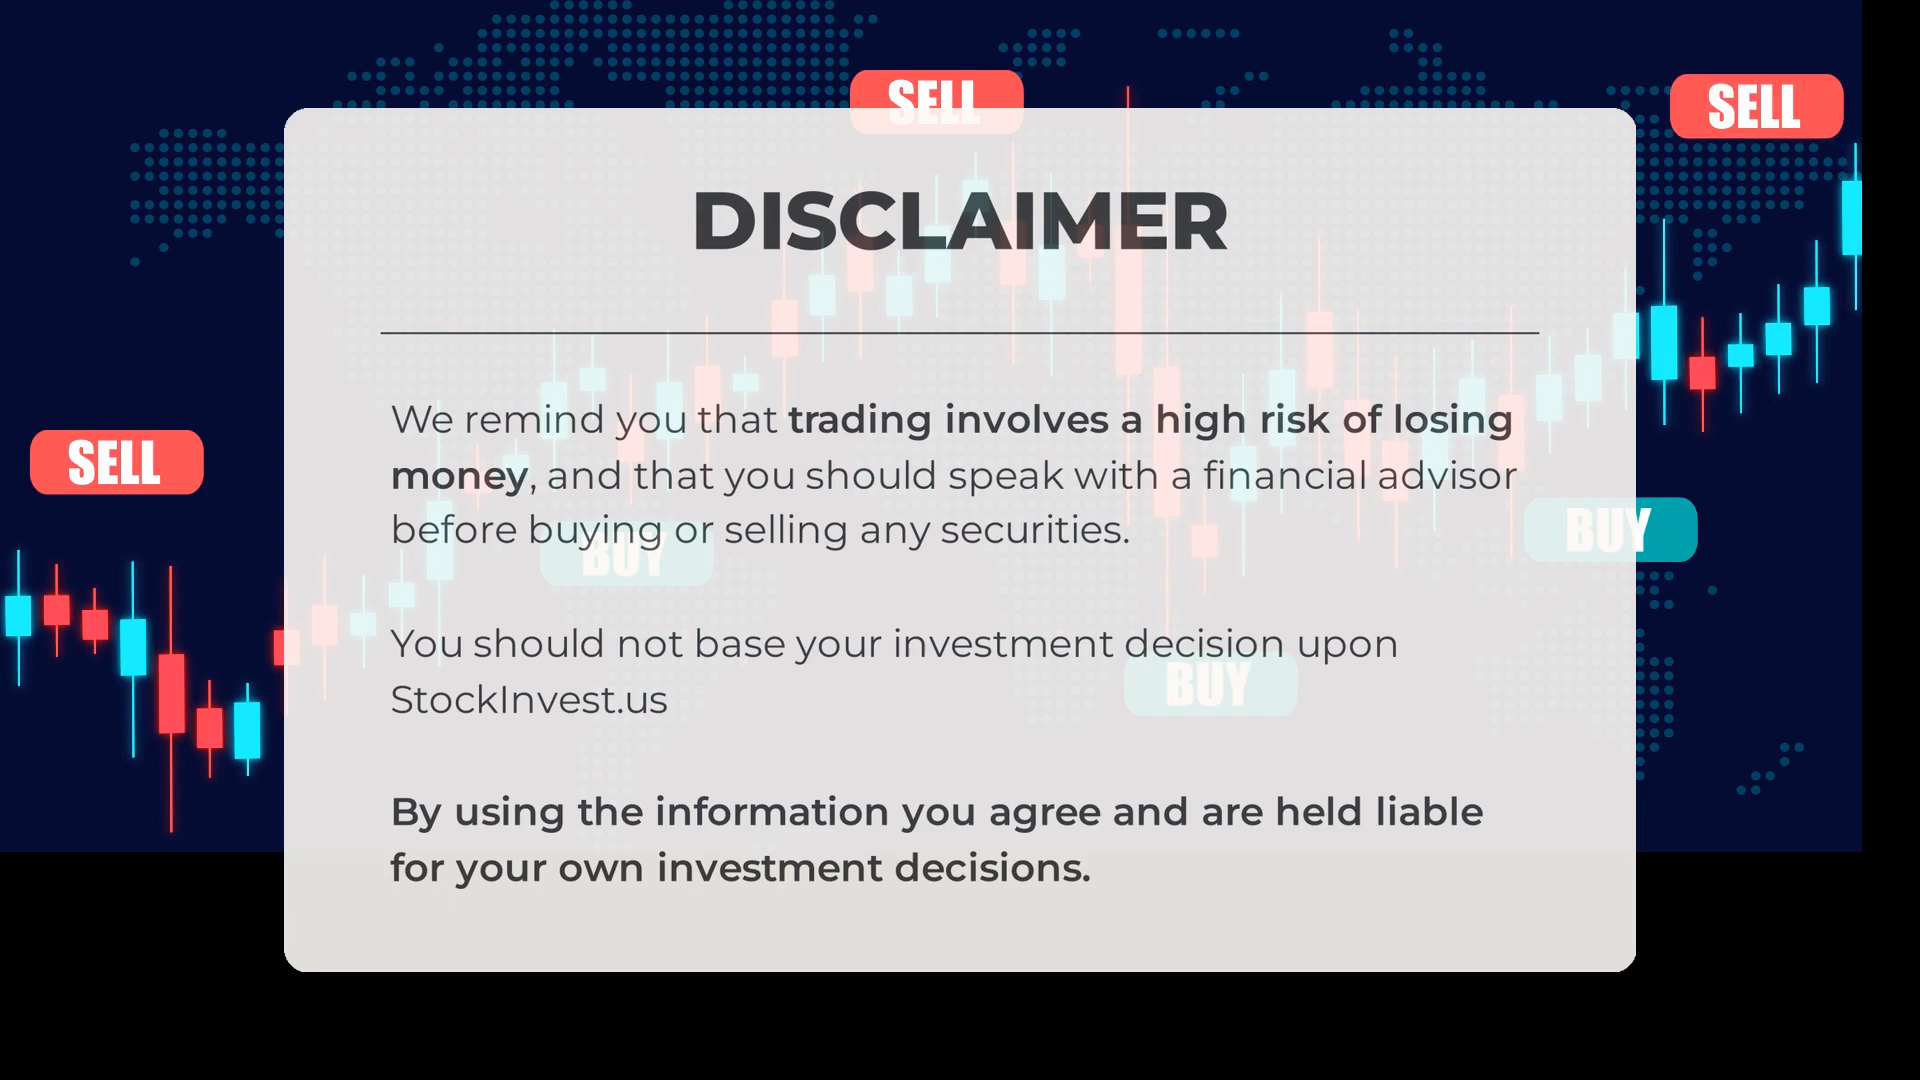 SELL
SELL
DISCLAIMER
We remind you that trading involves a high risk of losing
money, and that you should speak with a financial advisor
before buying or selling any securities.
SELL
BUY
BUY
You should not base your investment decision upon
StockInvest.us
BUY
By using the information you agree and are held liable
for your own investment decisions.